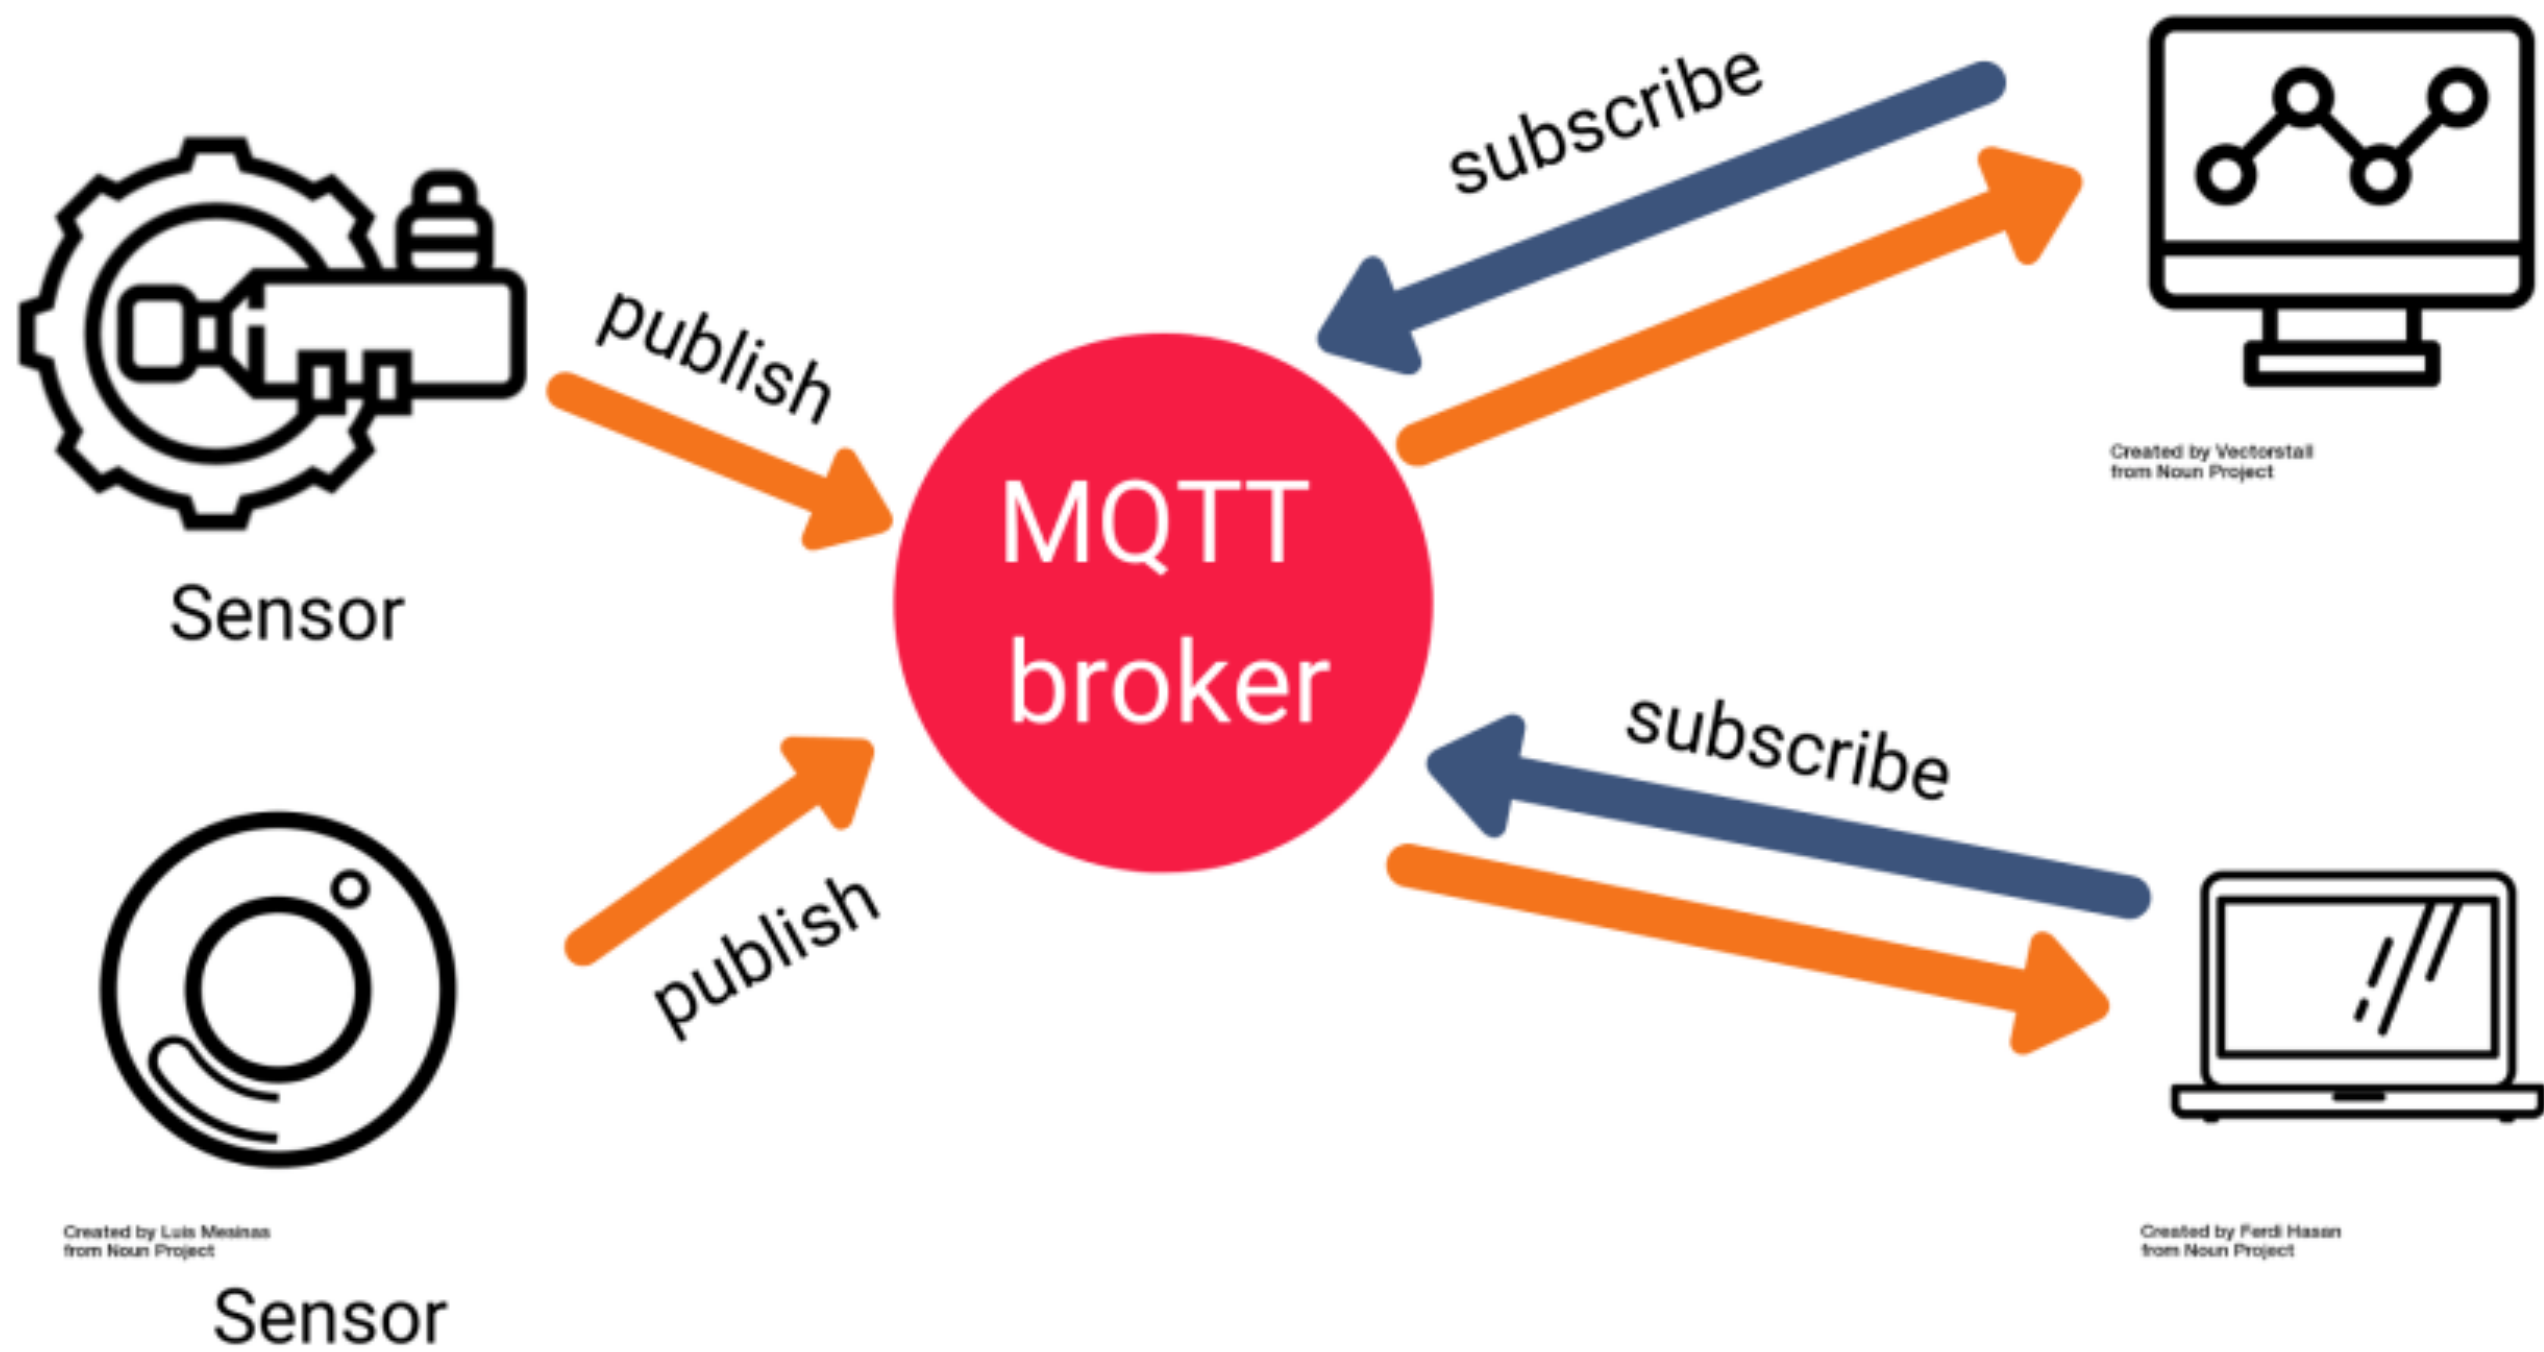 subscribe
publish
Created by Vectorstall
from Noun Project
MQTT
broker
Sensor
subscribe
publish
Created by Luis Mesinas
from Noun Project
Created by Ferdi Hasan
from Noun Project
Sensor